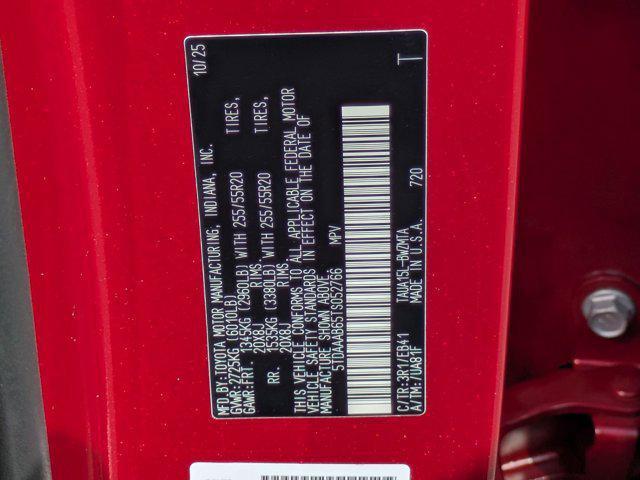 MFD.BY:TOYOTA MOTOR MANUFACTURING, INDIANA, INC. 10/25
GVWR:2725KG (6010LB)
GAWR:FRT. 1345KG (2960LB) WITH 255/55R20 TIRES,
20X8J RIMS,
RR. 1535KG (3380LB) WITH 255/55R20 TIRES,
20X8J RIMS,
THIS VEHICLE CONFORMS TO ALL APPLICABLE FEDERAL MOTOR
VEHICLE SAFETY STANDARDS IN EFFECT ON THE DATE OF
MANUFACTURE SHOWN ABOVE.
5TDAAAB65TS052766 MPV
C/TR:3R1/EB41 TAUA15L-BWZMTA T
A/TM:/UA81F MADE IN U.S.A. 720